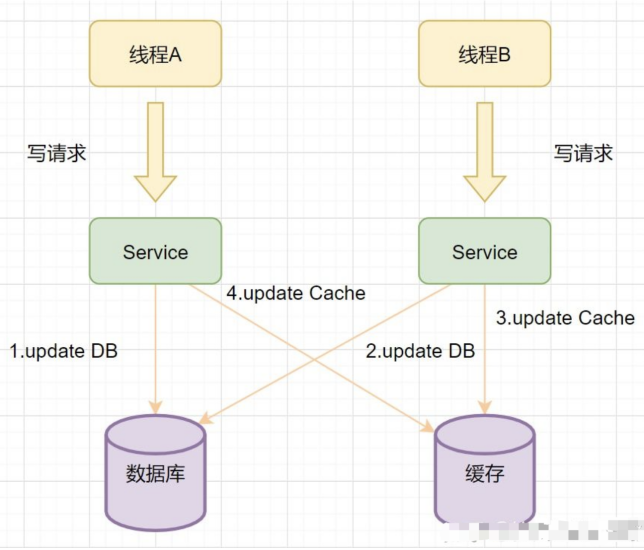 线程A
线程B
写请求
写请求
Service
Service
4.update Cache
3.update Cache
1.update DB
2.update DB
数据库
缓存